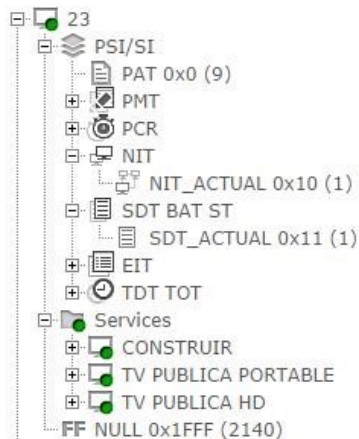 23
PSI/SI
PAT 0x0 (9)
PMT
PCR
NIT
NIT_ACTUAL 0x10 (1)
SDT BAT ST
SDT_ACTUAL 0x11 (1)
EIT
TDT TOT
Services
CONSTRUIR
TV PUBLICA PORTABLE
TV PUBLICA HD
FF NULL 0x1FFF (2140)